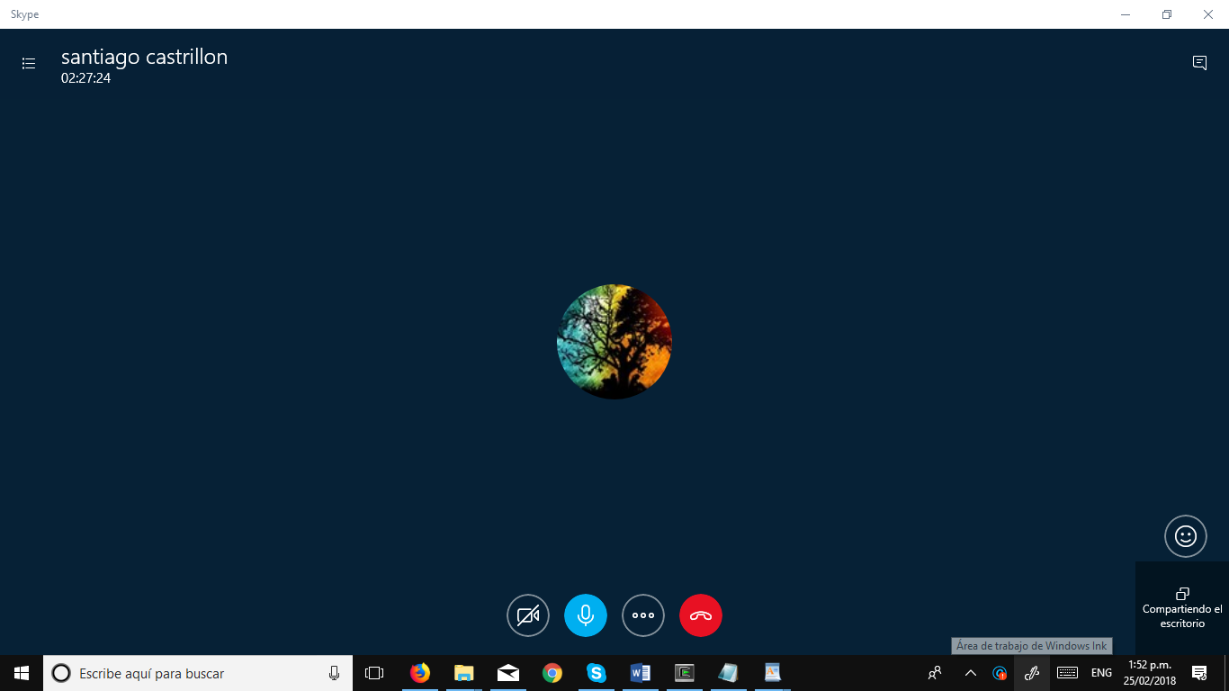 Skype
santiago castrillon
02:27:24
Compartiendo el
escritorio
Área de trabajo de Windows Ink
Escribe aquí para buscar
ENG
1:52 p.m.
25/02/2018